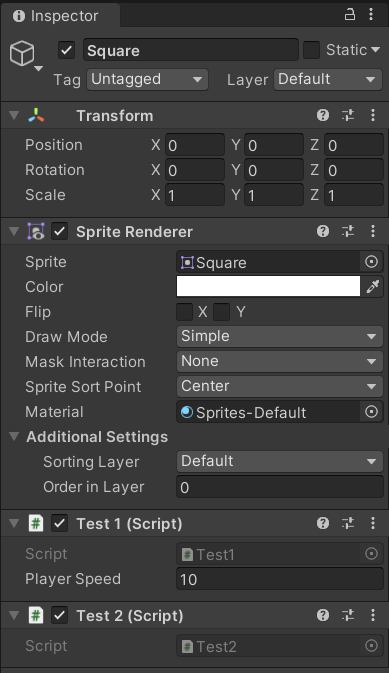 Inspector
Square Static
Tag Untagged Layer Default
Transform
Position X 0 Y 0 Z 0
Rotation X 0 Y 0 Z 0
Scale X 1 Y 1 Z 1
Sprite Renderer
Sprite Square
Color
Flip X Y
Draw Mode Simple
Mask Interaction None
Sprite Sort Point Center
Material Sprites-Default
Additional Settings
Sorting Layer Default
Order in Layer 0
# Test 1 (Script)
Script # Test1
Player Speed 10
# Test 2 (Script)
Script # Test2